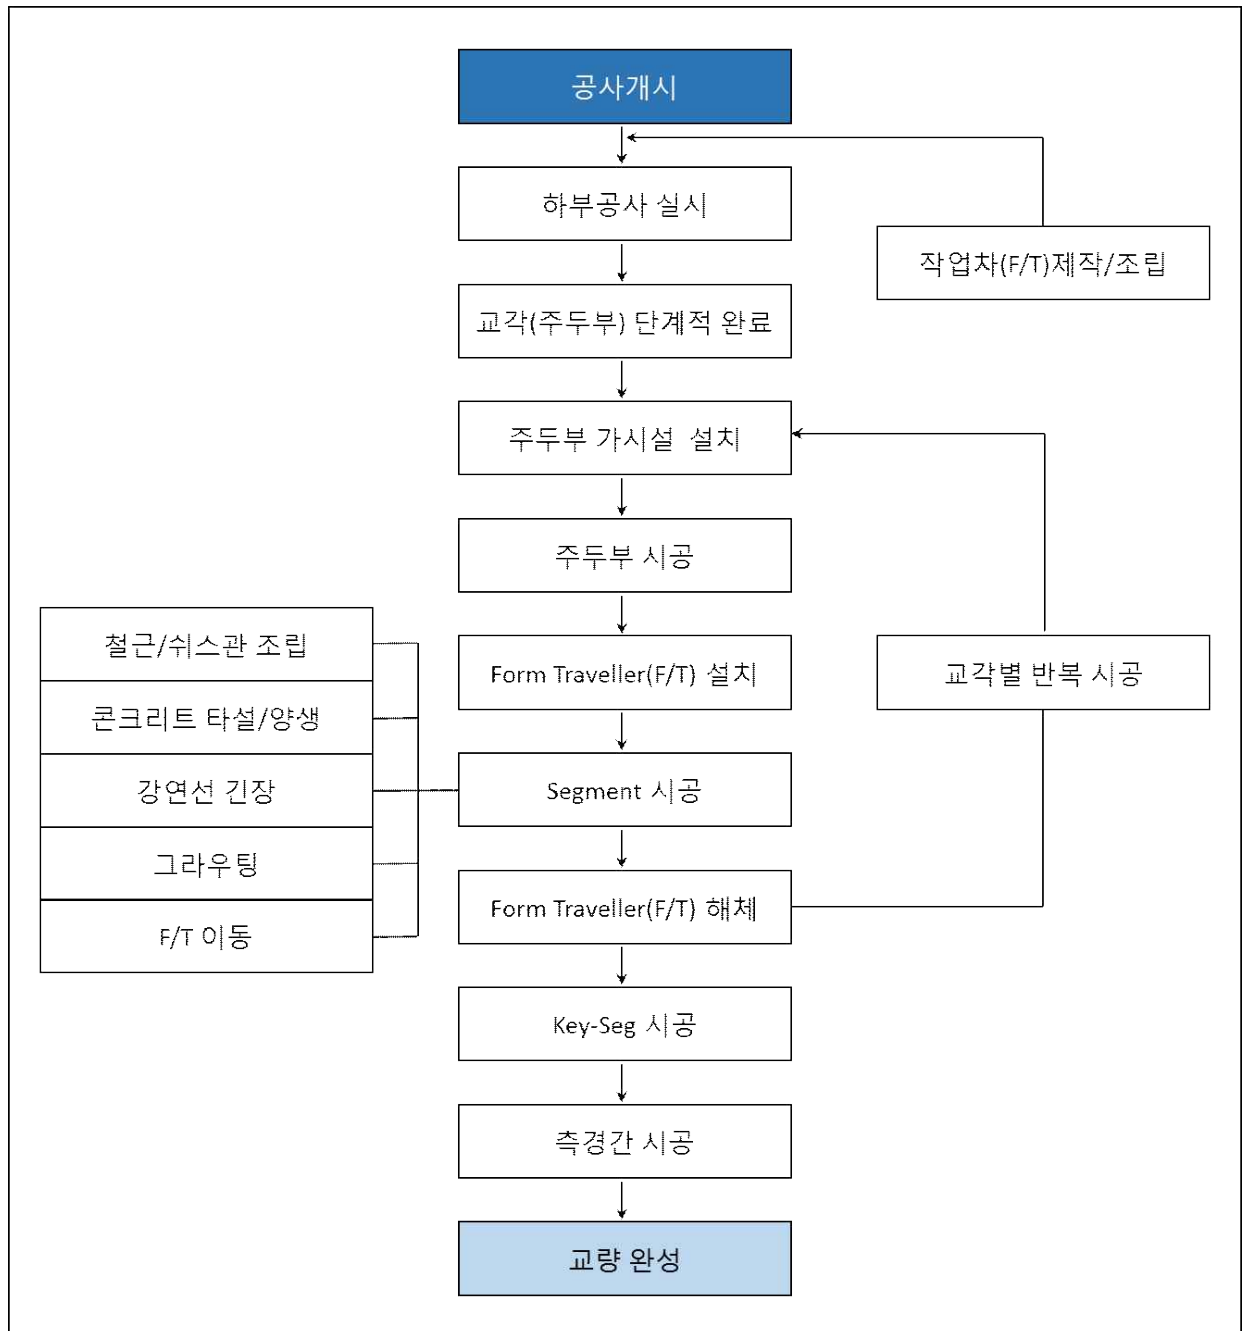 공사개시
하부공사 실시
작업차(F/T)제작/조립
교각(주두부) 단계적 완료
주두부 가시설 설치
주두부 시공
철근/쉬스관 조립
Form Traveller(F/T) 설치
교각별 반복 시공
콘크리트 타설/양생
강연선 긴장
Segment 시공
그라우팅
Form Traveller(F/T) 해체
F/T 이동
Key-Seg 시공
측경간 시공
교량 완성